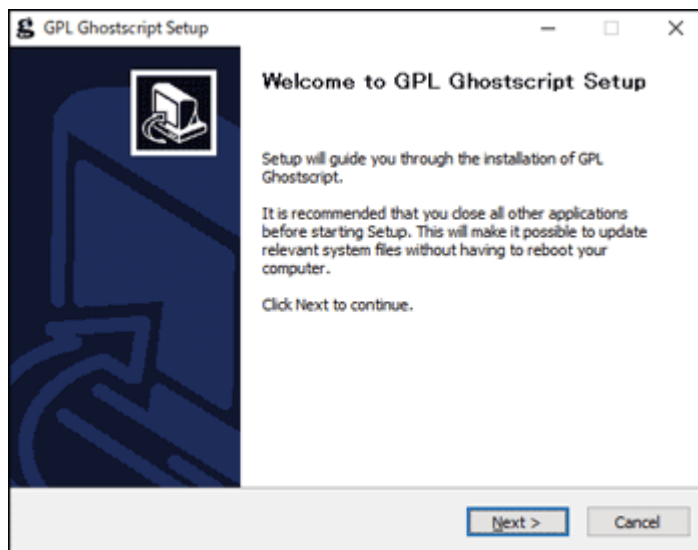 GPL Ghostscript Setup
Welcome to GPL Ghostscript Setup
Setup will guide you through the installation of GPL
Ghostscript.
It is recommended that you close all other applications
before starting Setup. This will make it possible to update
relevant system files without having to reboot your
computer.
Click Next to continue.
Next >
Cancel